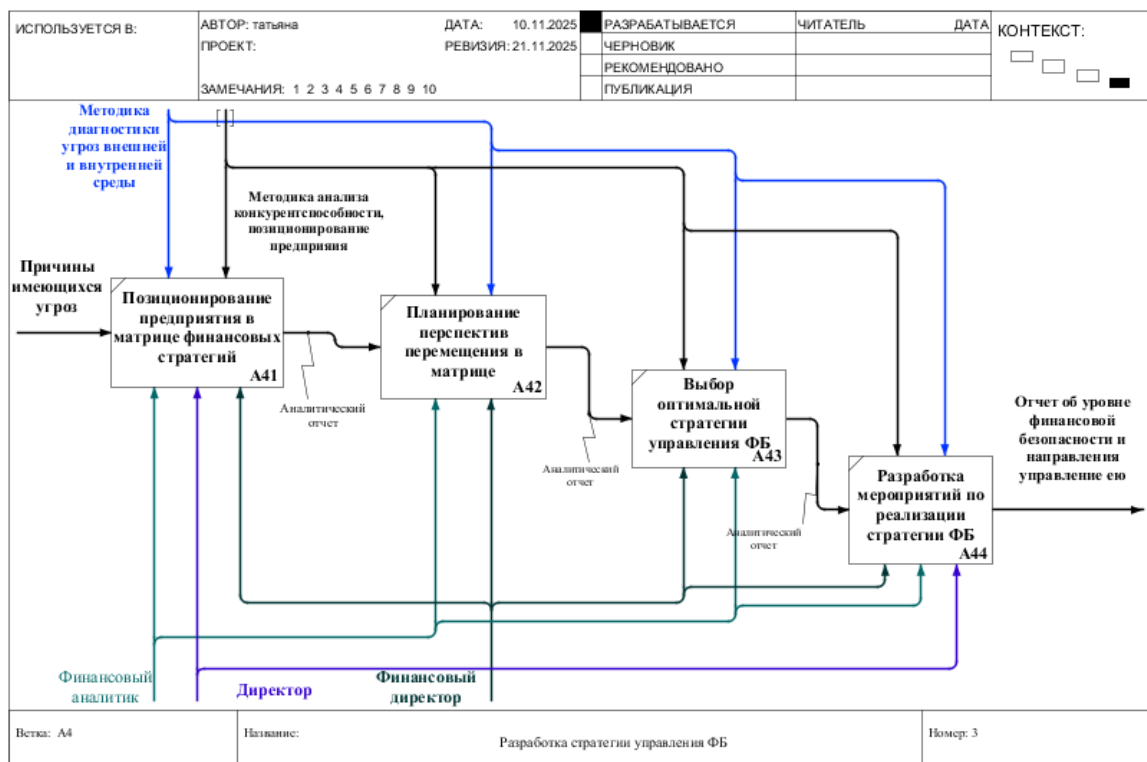 ИСПОЛЬЗУЕТСЯ В:
АВТОР: татьяна
ДАТА: 10.11.2025
РАЗРАБАТЫВАЕТСЯ
ЧИТАТЕЛЬ
ДАТА
КОНТЕКСТ:
ПРОЕКТ:
РЕВИЗИЯ: 21.11.2025
ЧЕРНОВИК
РЕКОМЕНДОВАНО
ЗАМЕЧАНИЯ: 1 2 3 4 5 6 7 8 9 10
ПУБЛИКАЦИЯ
Методика
диагностики
угроз внешней
и внутренней
среды
Методика анализа
конкурентспособности,
позиционирование
предпрития
Причины
имеющихся
угроз
Позиционирование
предприятия в
матрице финансовых
стратегий
A41
Аналитический
отчет
Планирование
перспектив
перемещения в
матрице
A42
Аналитический
отчет
Выбор
оптимальной
стратегии
управления ФБ
A43
Аналитический
отчет
Разработка
мероприятий по
реализации
стратегии ФБ
A44
Отчет об уровне
финансовой
безопасности и
направления
управление ею
Финансовый
аналитик
Директор
Финансовый
директор
Ветка: A4
Название:
Разработка стратегии управления ФБ
Номер: 3